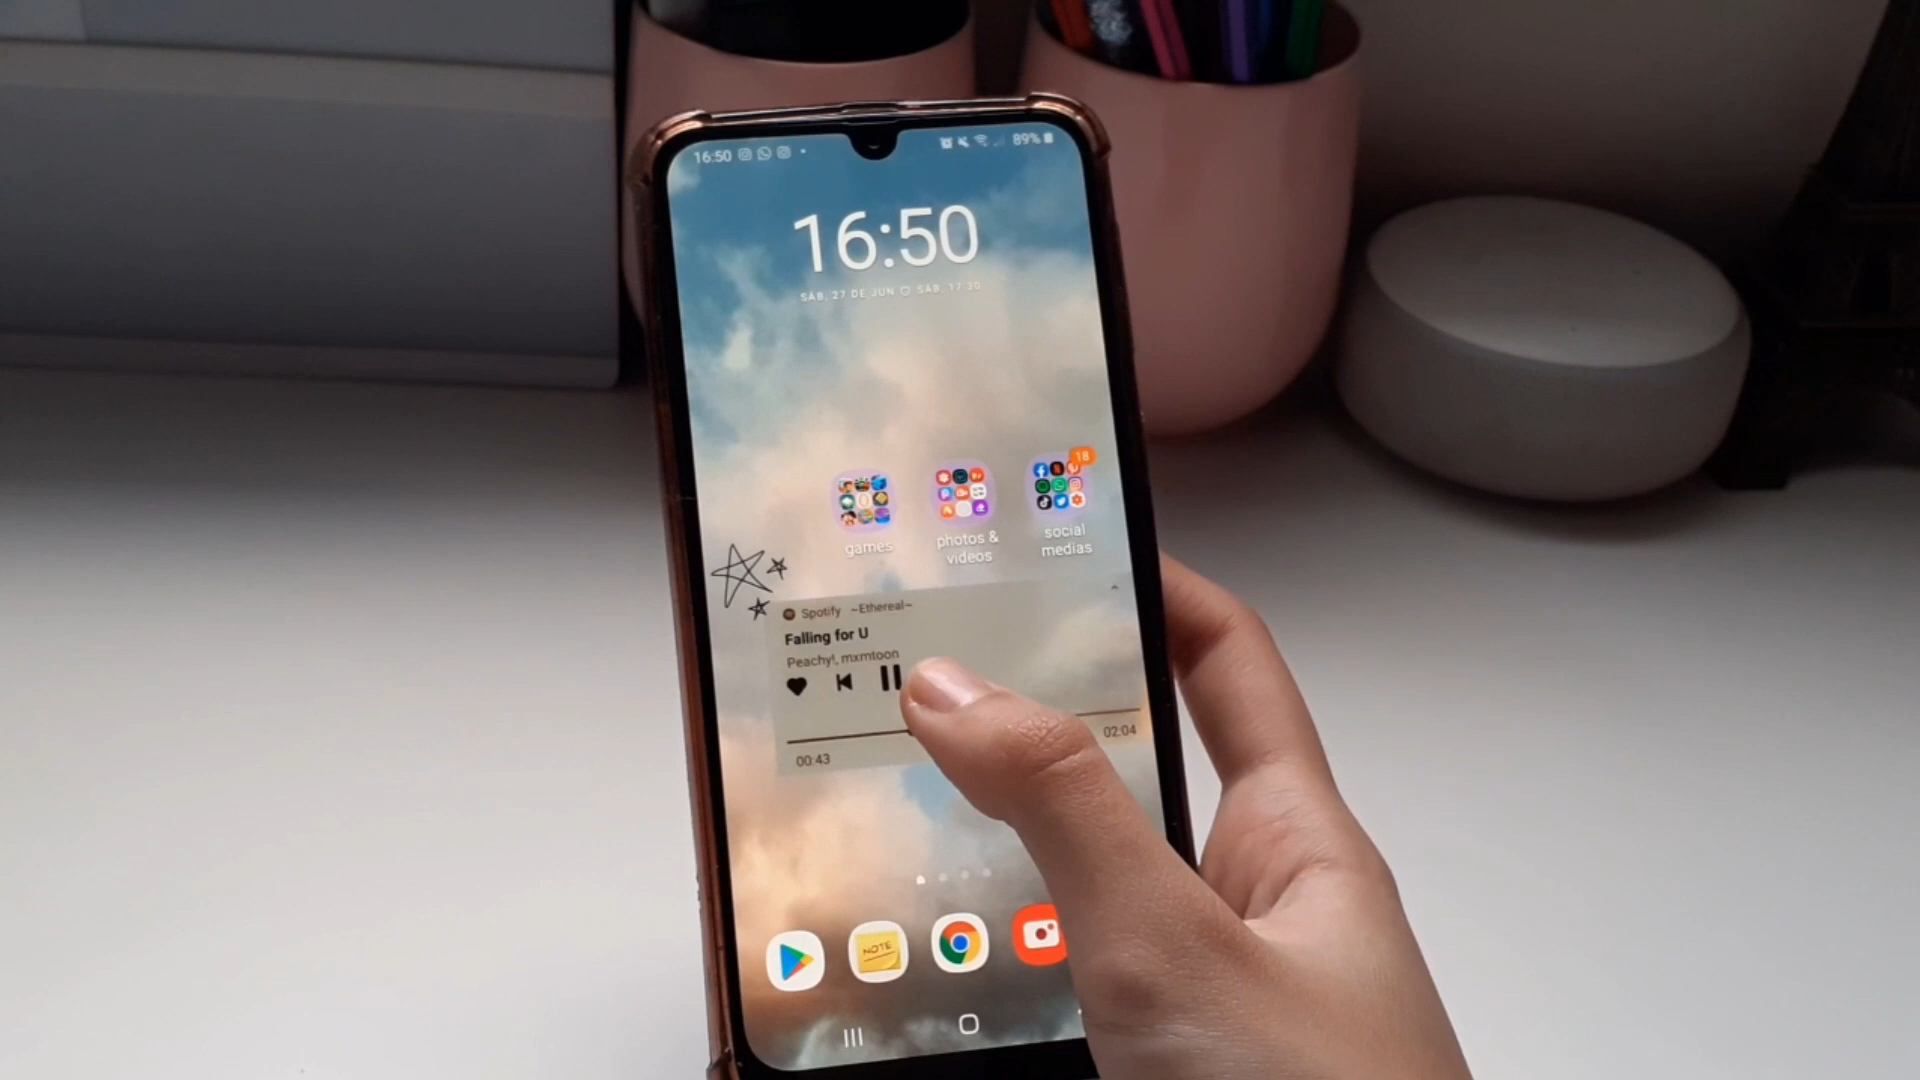 16:50
89%
16:50
SÁB, 27 DE JUN SÁB, 17:30
18
games
photos &
videos
social
medias
Spotify ~Ethereal~
Falling for U
Peachy!, mxmtoon
02:04
00:43
NOTE